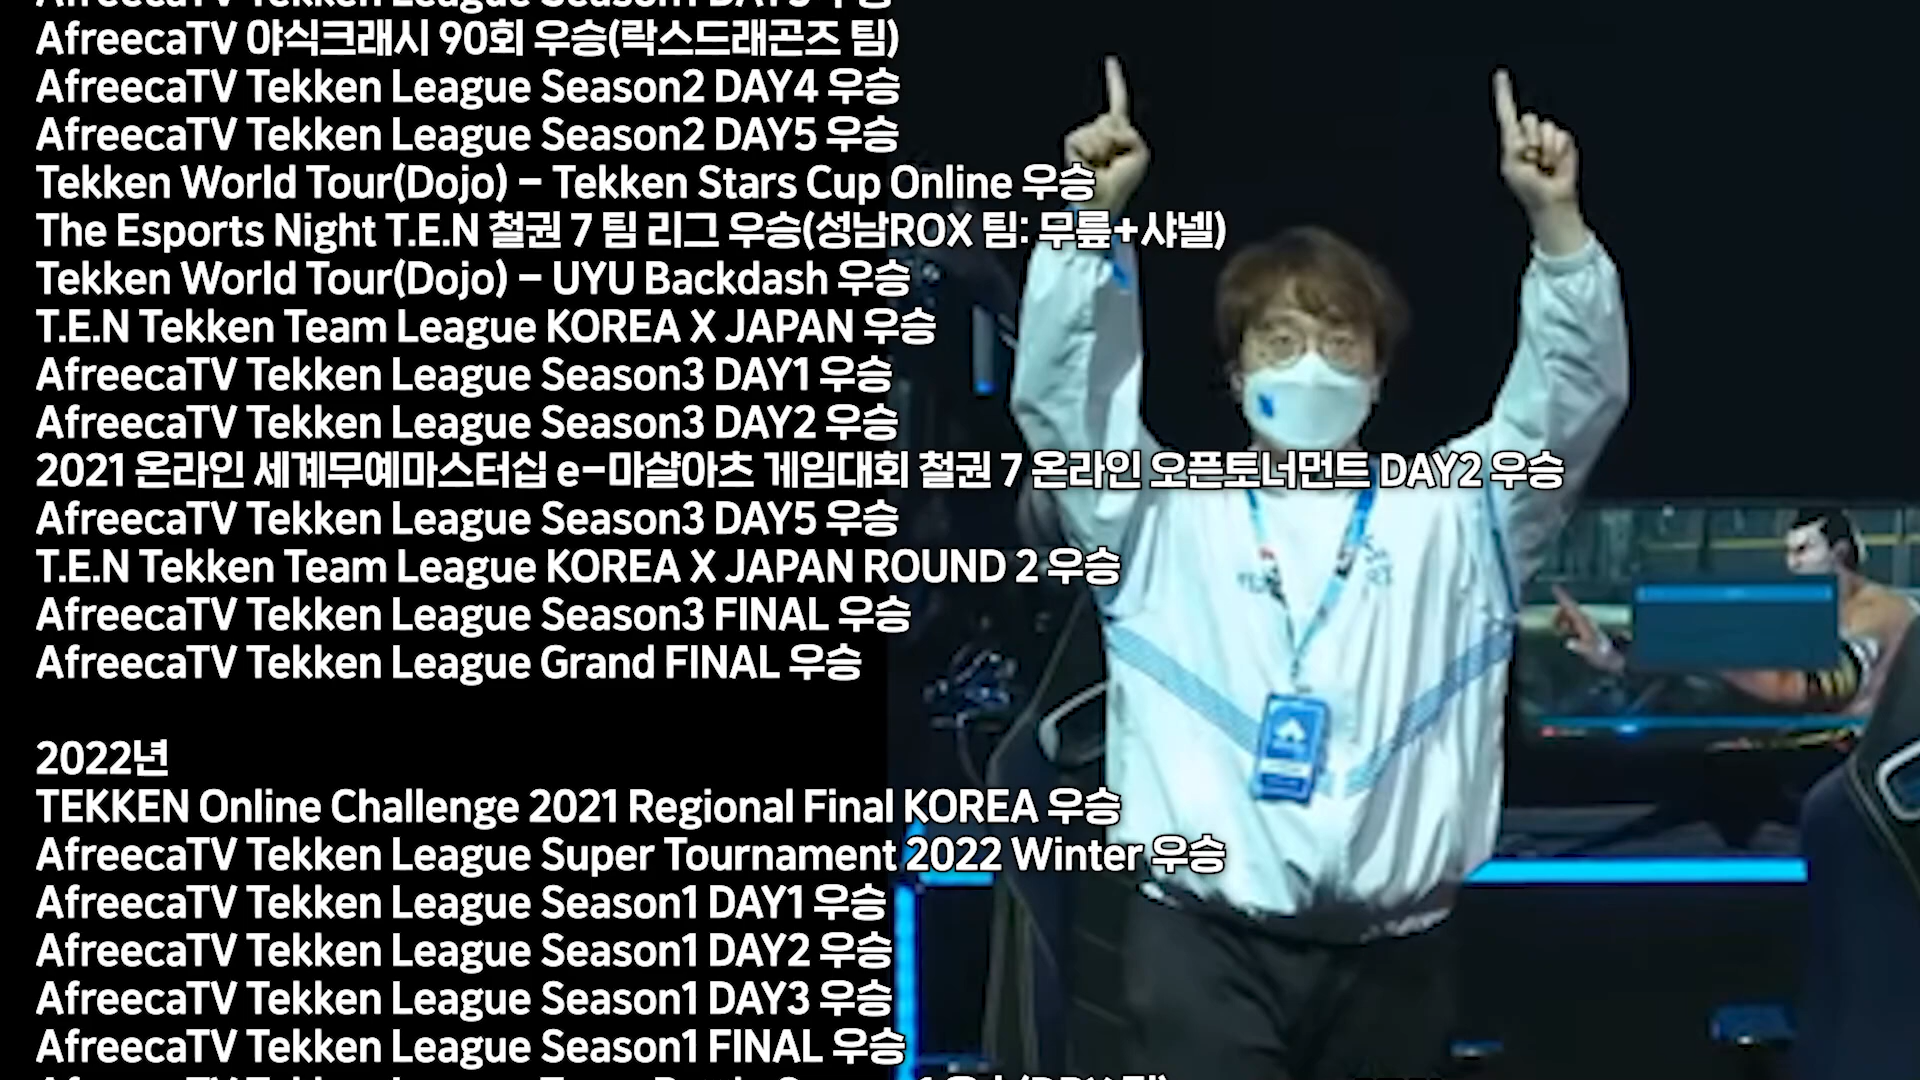 AfreecaTV Tekken League Season1 DAY5 우승
AfreecaTV 야식크래시 90회 우승(락스드래곤즈 팀)
AfreecaTV Tekken League Season2 DAY4 우승
AfreecaTV Tekken League Season2 DAY5 우승
Tekken World Tour(Dojo) - Tekken Stars Cup Online 우승
The Esports Night T.E.N 철권 7 팀 리그 우승(성남ROX 팀: 무릎+샤넬)
Tekken World Tour(Dojo) - UYU Backdash 우승
T.E.N Tekken Team League KOREA X JAPAN 우승
AfreecaTV Tekken League Season3 DAY1 우승
AfreecaTV Tekken League Season3 DAY2 우승
2021 온라인 세계무예마스터십 e-마샬아츠 게임대회 철권 7 온라인 오픈토너먼트 DAY2 우승
AfreecaTV Tekken League Season3 DAY5 우승
T.E.N Tekken Team League KOREA X JAPAN ROUND 2 우승
AfreecaTV Tekken League Season3 FINAL 우승
AfreecaTV Tekken League Grand FINAL 우승
2022년
TEKKEN Online Challenge 2021 Regional Final KOREA 우승
AfreecaTV Tekken League Super Tournament 2022 Winter 우승
AfreecaTV Tekken League Season1 DAY1 우승
AfreecaTV Tekken League Season1 DAY2 우승
AfreecaTV Tekken League Season1 DAY3 우승
AfreecaTV Tekken League Season1 FINAL 우승